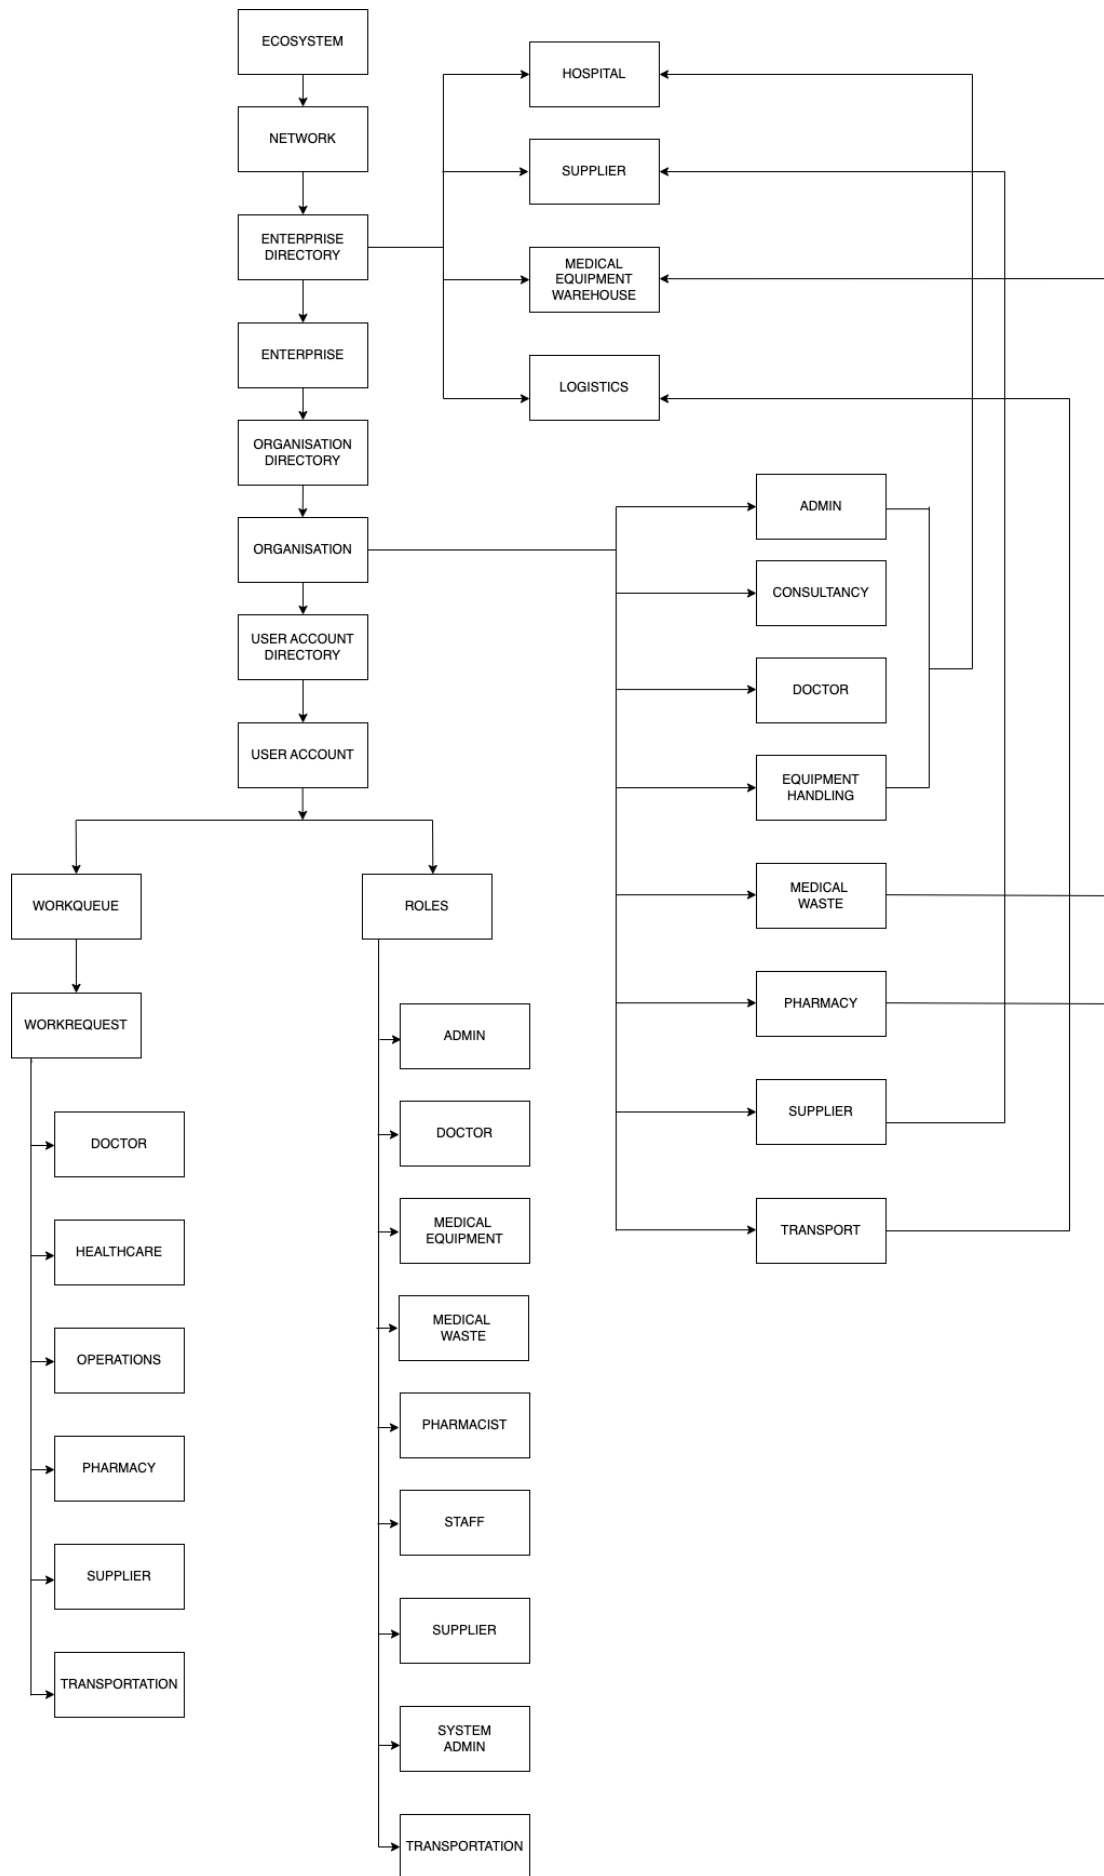 ECOSYSTEM
NETWORK
ENTERPRISE
DIRECTORY
ENTERPRISE
ORGANISATION
DIRECTORY
ORGANISATION
USER ACCOUNT
DIRECTORY
USER ACCOUNT
HOSPITAL
SUPPLIER
MEDICAL
EQUIPMENT
WAREHOUSE
LOGISTICS
ADMIN
CONSULTANCY
DOCTOR
EQUIPMENT
HANDLING
MEDICAL
WASTE
PHARMACY
SUPPLIER
TRANSPORT
WORKQUEUE
WORKREQUEST
DOCTOR
HEALTHCARE
OPERATIONS
PHARMACY
SUPPLIER
TRANSPORTATION
ROLES
ADMIN
DOCTOR
MEDICAL
EQUIPMENT
MEDICAL
WASTE
PHARMACIST
STAFF
SUPPLIER
SYSTEM
ADMIN
TRANSPORTATION